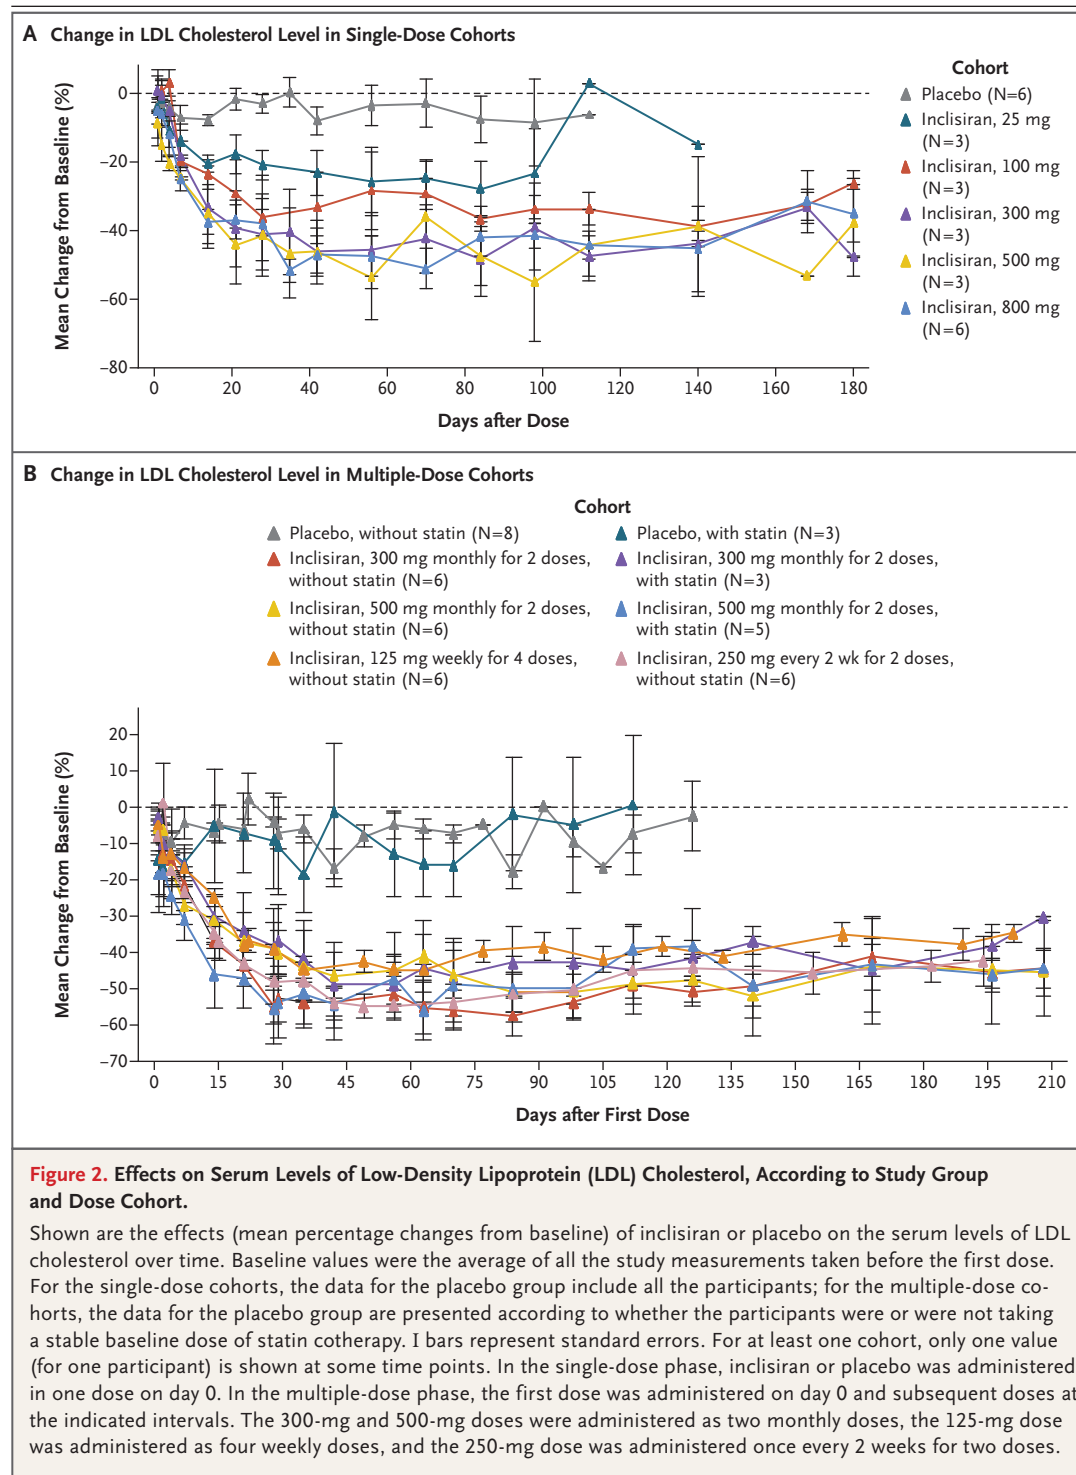 A Change in LDL Cholesterol Level in Single-Dose Cohorts
Mean Change from Baseline (%)
0
−20
−40
−60
−80
0 20 40 60 80 100 120 140 160 180
Days after Dose
Cohort
Placebo (N=6)
Inclisiran, 25 mg
(N=3)
Inclisiran, 100 mg
(N=3)
Inclisiran, 300 mg
(N=3)
Inclisiran, 500 mg
(N=3)
Inclisiran, 800 mg
(N=6)
B Change in LDL Cholesterol Level in Multiple-Dose Cohorts
Cohort
Placebo, without statin (N=8)
Inclisiran, 300 mg monthly for 2 doses,
without statin (N=6)
Inclisiran, 500 mg monthly for 2 doses,
without statin (N=6)
Inclisiran, 125 mg weekly for 4 doses,
without statin (N=6)
Placebo, with statin (N=3)
Inclisiran, 300 mg monthly for 2 doses,
with statin (N=3)
Inclisiran, 500 mg monthly for 2 doses,
with statin (N=5)
Inclisiran, 250 mg every 2 wk for 2 doses,
without statin (N=6)
Mean Change from Baseline (%)
20
10
0
−10
−20
−30
−40
−50
−60
−70
0 15 30 45 60 75 90 105 120 135 150 165 180 195 210
Days after First Dose
Figure 2. Effects on Serum Levels of Low-Density Lipoprotein (LDL) Cholesterol, According to Study Group
and Dose Cohort.
Shown are the effects (mean percentage changes from baseline) of inclisiran or placebo on the serum levels of LDL
cholesterol over time. Baseline values were the average of all the study measurements taken before the first dose.
For the single-dose cohorts, the data for the placebo group include all the participants; for the multiple-dose co-
horts, the data for the placebo group are presented according to whether the participants were or were not taking
a stable baseline dose of statin cotherapy. I bars represent standard errors. For at least one cohort, only one value
(for one participant) is shown at some time points. In the single-dose phase, inclisiran or placebo was administered
in one dose on day 0. In the multiple-dose phase, the first dose was administered on day 0 and subsequent doses at
the indicated intervals. The 300-mg and 500-mg doses were administered as two monthly doses, the 125-mg dose
was administered as four weekly doses, and the 250-mg dose was administered once every 2 weeks for two doses.